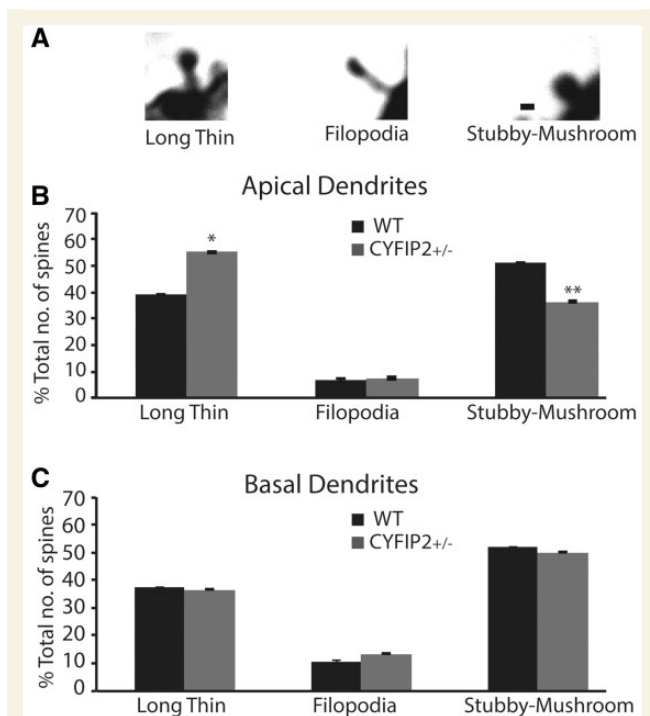 A
Long Thin
Filopodia
Stubby-Mushroom
B
Apical Dendrites
% Total no. of spines
70
60
50
40
30
20
10
0
WT
CYFIP2+/-
*
**
Long Thin
Filopodia
Stubby-Mushroom
C
Basal Dendrites
% Total no. of spines
70
60
50
40
30
20
10
0
WT
CYFIP2+/-
Long Thin
Filopodia
Stubby-Mushroom